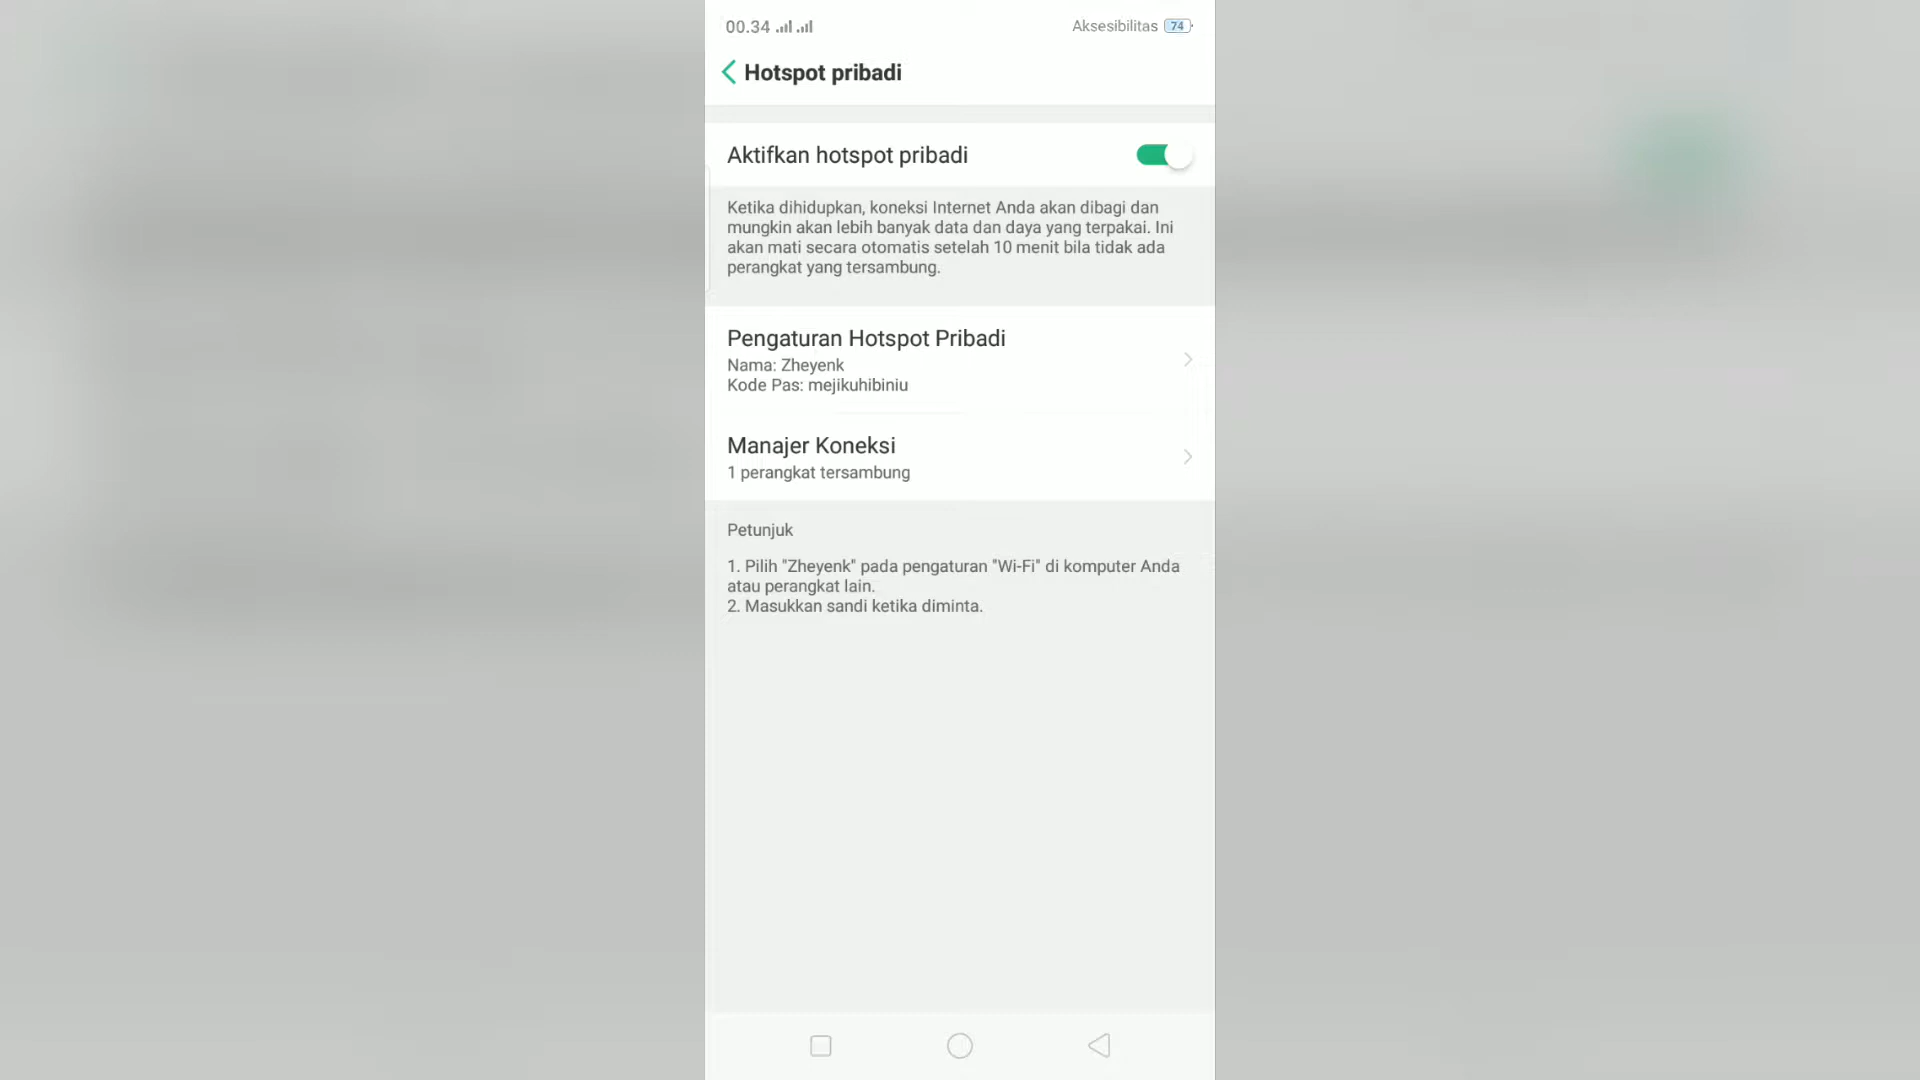 00.34
Aksesibilitas 74
Hotspot pribadi
Aktifkan hotspot pribadi
Ketika dihidupkan, koneksi Internet Anda akan dibagi dan
mungkin akan lebih banyak data dan daya yang terpakai. Ini
akan mati secara otomatis setelah 10 menit bila tidak ada
perangkat yang tersambung.
Pengaturan Hotspot Pribadi
Nama: Zheyenk
Kode Pas: mejikuhibiniu
Manajer Koneksi
1 perangkat tersambung
Petunjuk
1. Pilih "Zheyenk" pada pengaturan "Wi-Fi" di komputer Anda
atau perangkat lain.
2. Masukkan sandi ketika diminta.